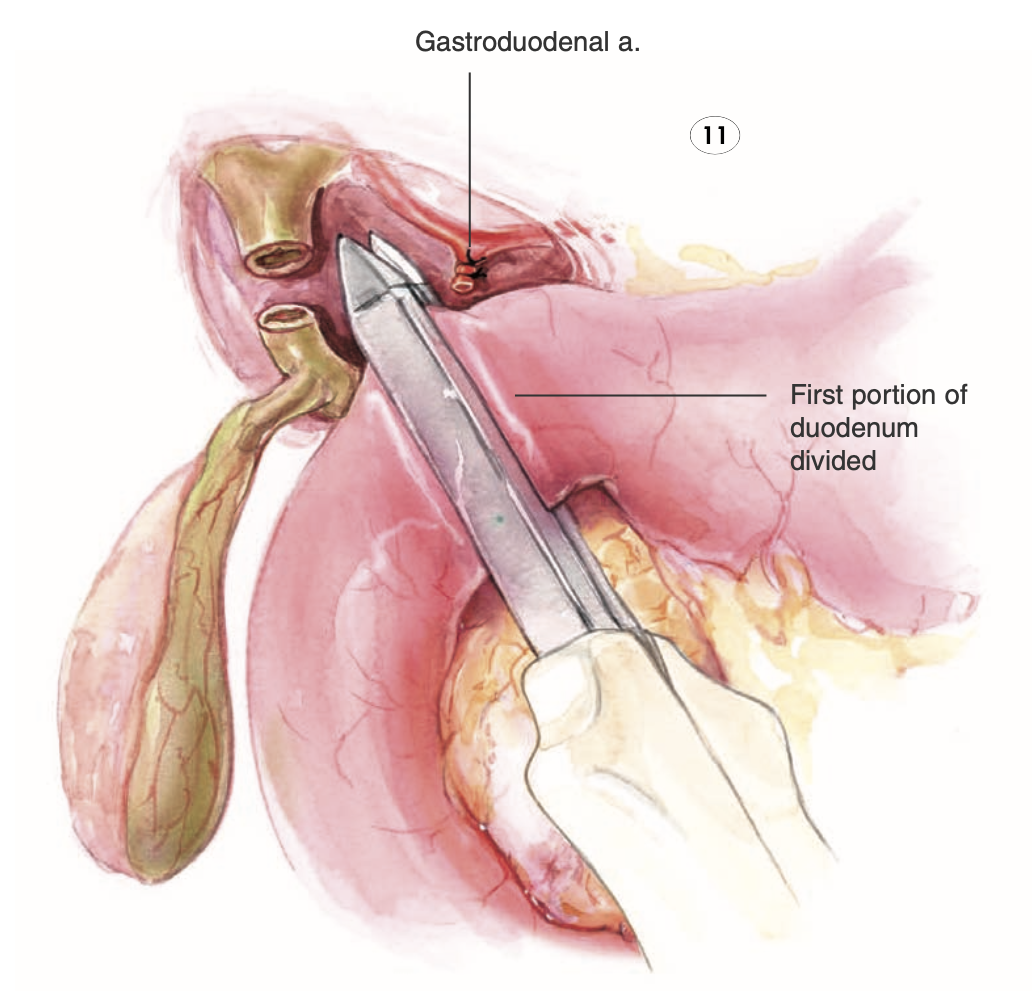 Gastroduodenal a.
11
First portion of
duodenum
divided